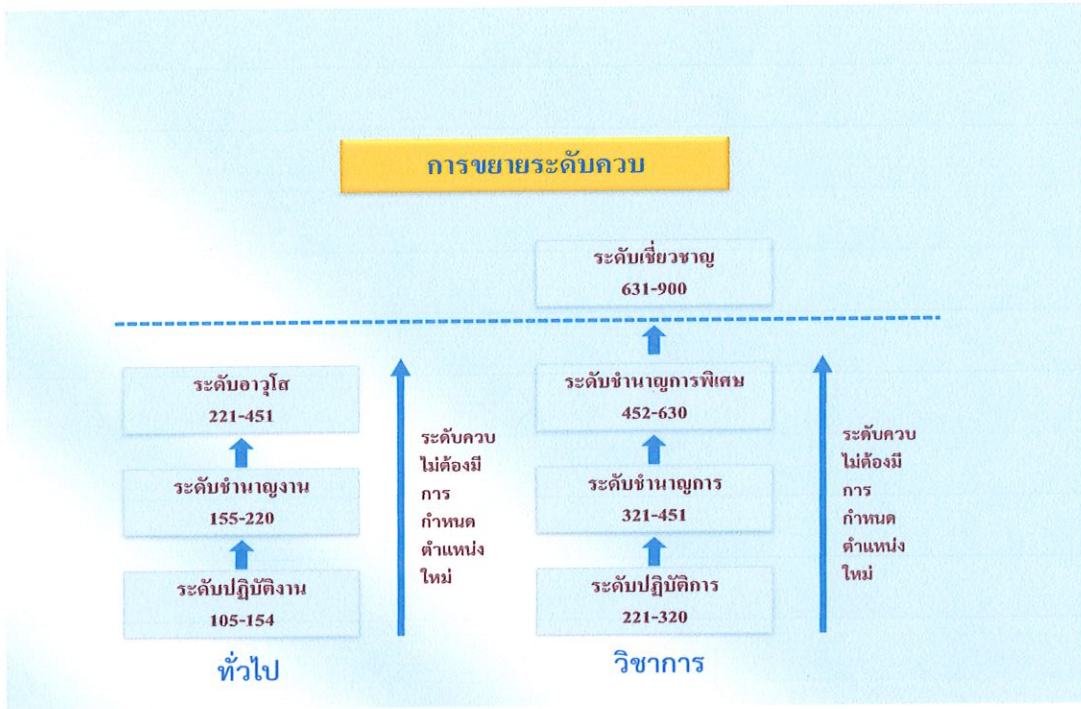 การขยายระดับควบ
ระดับเชี่ยวชาญ
631-900
ระดับอาวุโส
221-451
ระดับชำนาญงาน
155-220
ระดับปฏิบัติงาน
105-154
ทั่วไป
ระดับควบ
ไม่ต้องมี
การ
กำหนด
ตำแหน่ง
ใหม่
ระดับชำนาญการพิเศษ
452-630
ระดับชำนาญการ
321-451
ระดับปฏิบัติการ
221-320
วิชาการ
ระดับควบ
ไม่ต้องมี
การ
กำหนด
ตำแหน่ง
ใหม่